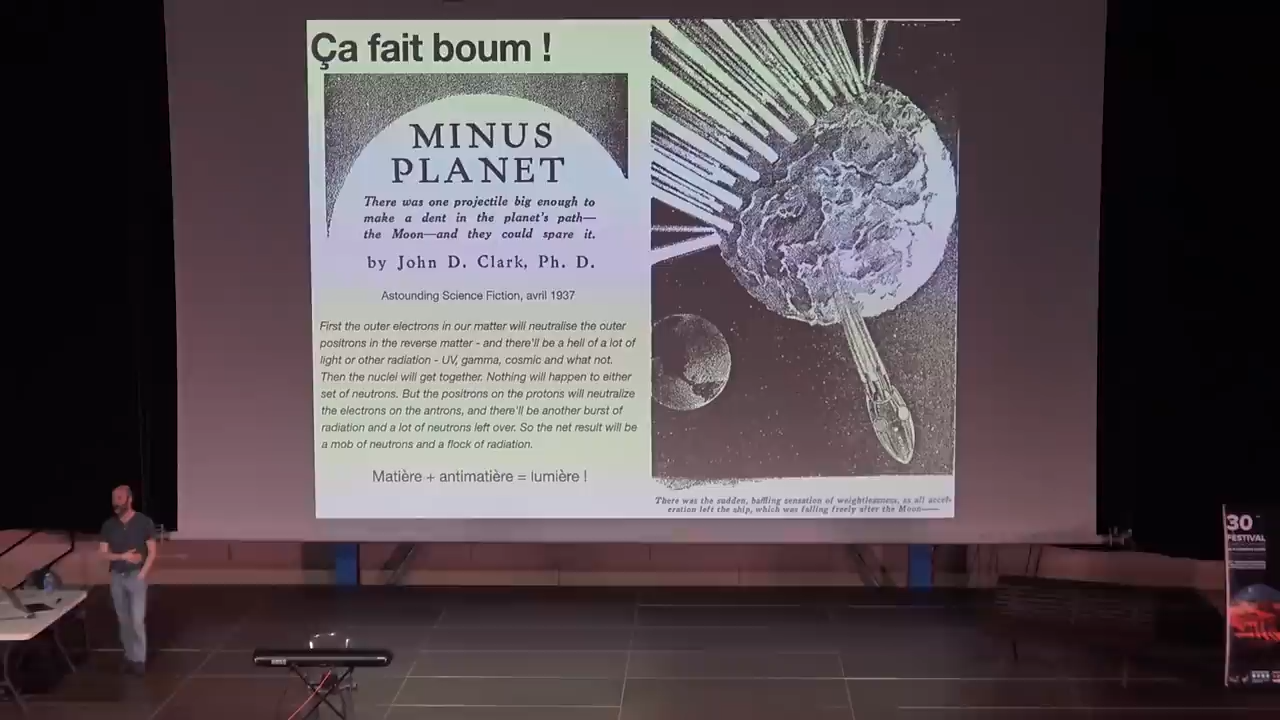 Ça fait boum !
MINUS
PLANET
There was one projectile big enough to
make a dent in the planet's path—
the Moon—and they could spare it.
by John D. Clark, Ph. D.
Astounding Science Fiction, avril 1937
First the outer electrons in our matter will neutralise the outer
positrons in the reverse matter - and there'll be a hell of a lot of
light or other radiation - UV, gamma, cosmic and what not.
Then the nuclei will get together. Nothing will happen to either
set of neutrons. But the positrons on the protons will neutralize
the electrons on the antrons, and there'll be another burst of
radiation and a lot of neutrons left over. So the net result will be
a mob of neutrons and a flock of radiation.
Matière + antimatière = lumière !
There was the sudden, baffling sensation of weightlessness, as all accel-
eration left the ship, which was falling freely after the Moon——
30
FESTIVAL